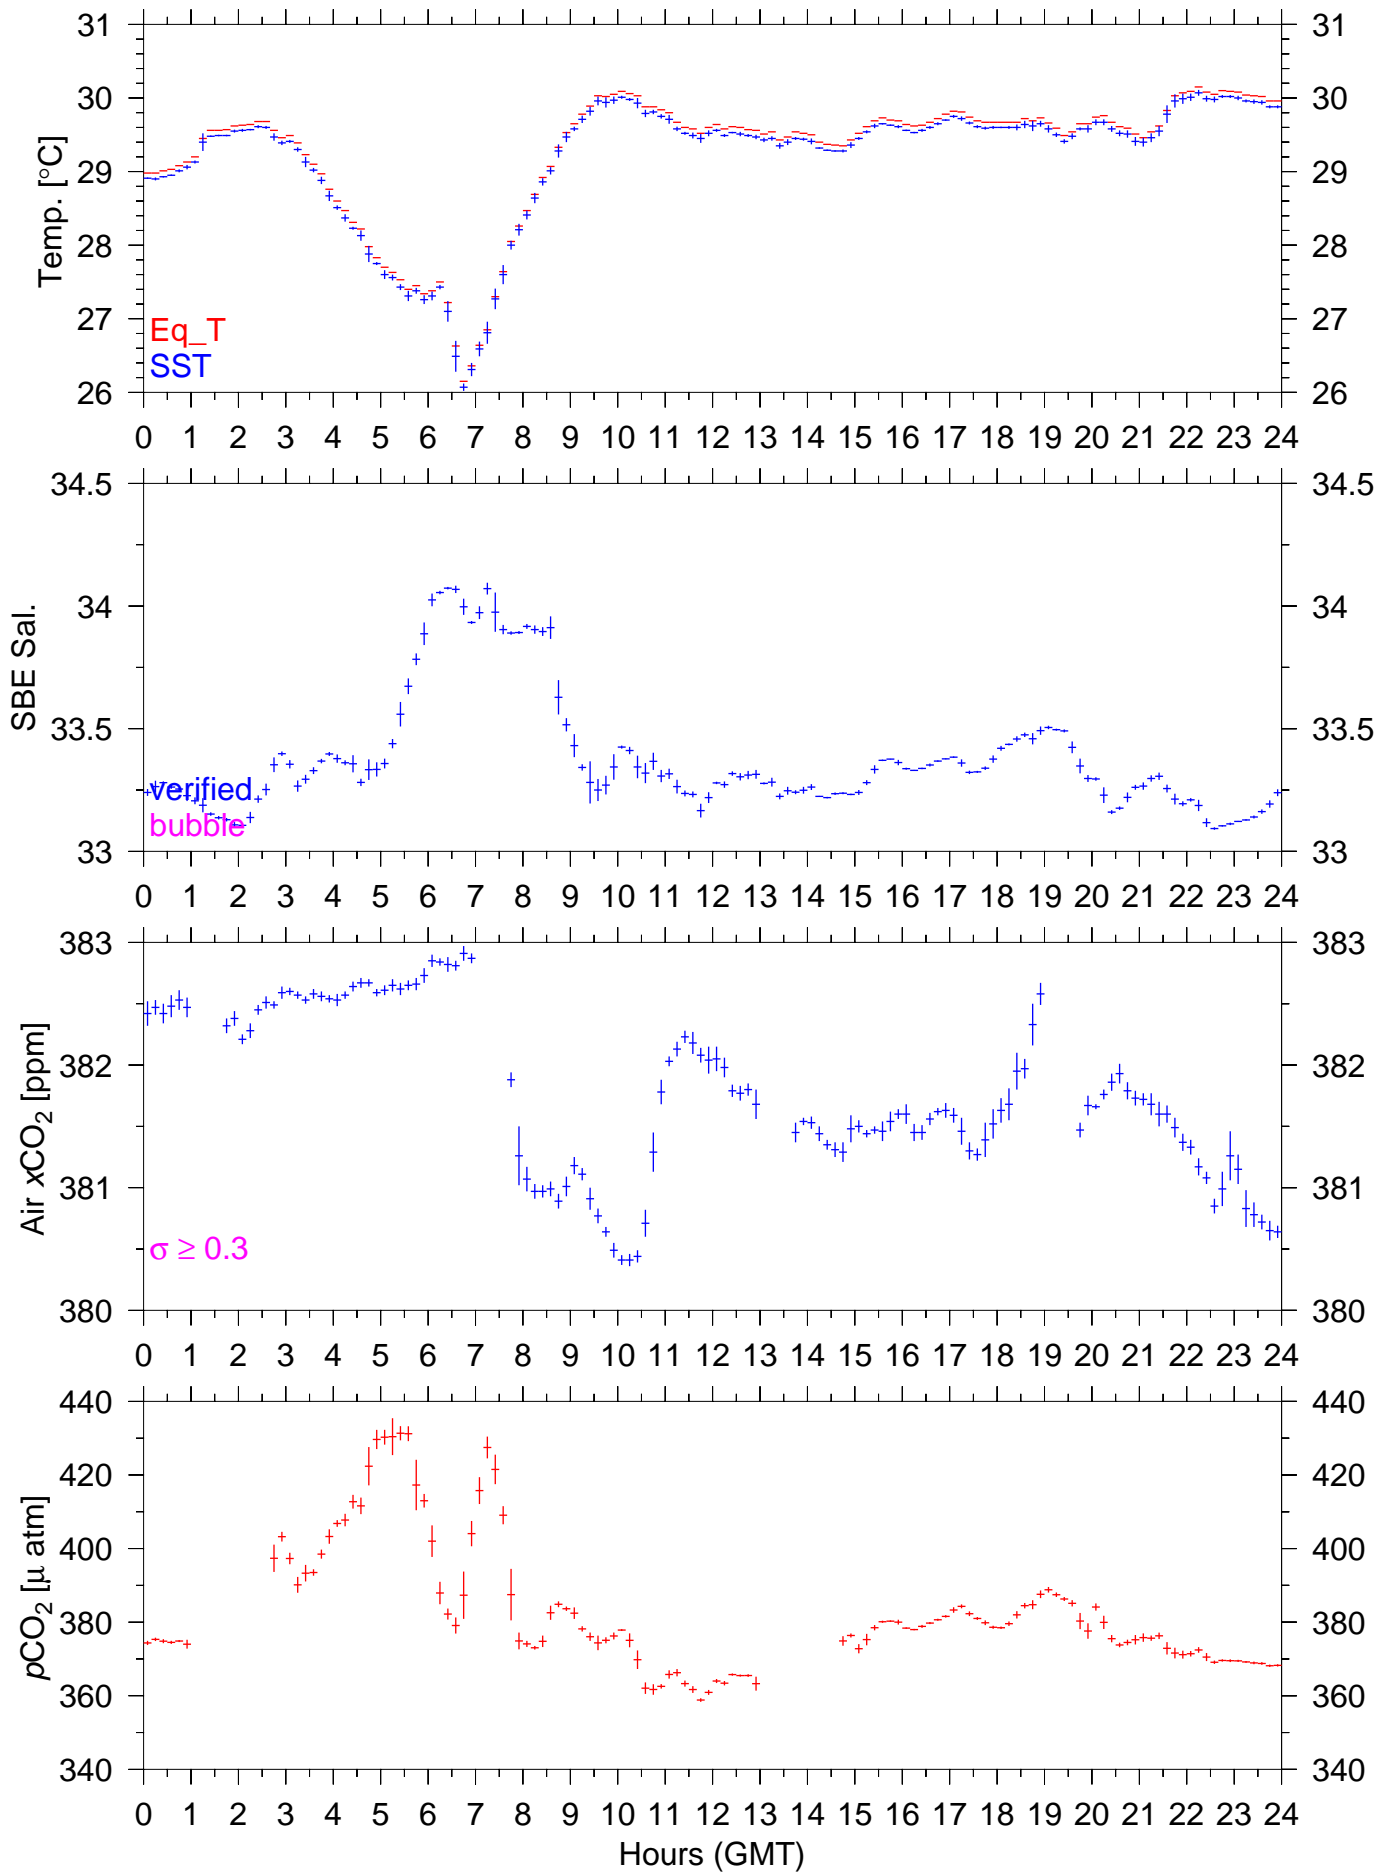 31 31
30 30
29 29
28 28
27 27
26 26
Temp. [°C]
Eq_T
SST
0 1 2 3 4 5 6 7 8 9 10 11 12 13 14 15 16 17 18 19 20 21 22 23 24
34.5 34.5
34 34
33.5 33.5
33 33
SBE Sal.
verified
bubble
0 1 2 3 4 5 6 7 8 9 10 11 12 13 14 15 16 17 18 19 20 21 22 23 24
383 383
382 382
381 381
380 380
Air xCO₂ [ppm]
σ ≥ 0.3
0 1 2 3 4 5 6 7 8 9 10 11 12 13 14 15 16 17 18 19 20 21 22 23 24
440 440
420 420
400 400
380 380
360 360
340 340
pCO₂ [μ atm]
0 1 2 3 4 5 6 7 8 9 10 11 12 13 14 15 16 17 18 19 20 21 22 23 24
Hours (GMT)